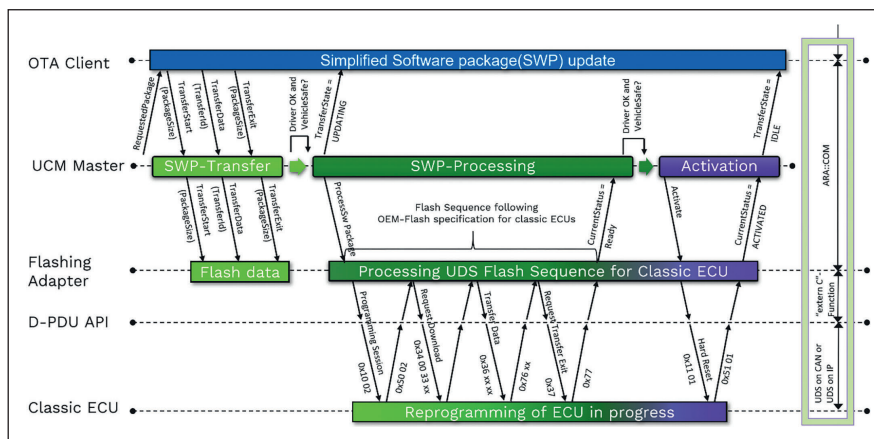 OTA Client
Simplified Software package(SWP) update
RequestedPackage
TransferStart
(PackageSize)
TransferData
(TransferId)
TransferExit
(PackageSize)
Driver OK and
VehicleSafe?
TransferState =
UPDATING
Driver OK and
VehicleSafe?
TransferState =
IDLE
UCM Master
SWP-Transfer
SWP-Processing
Activation
TransferStart
(PackageSize)
TransferData
(TransferId)
TransferExit
(PackageSize)
ProcessSw Package
Flash Sequence following
OEM-Flash specification for classic ECUs
CurrentStatus =
Ready
Activate
CurrentStatus =
ACTIVATED
Flashing
Adapter
Flash data
Processing UDS Flash Sequence for Classic ECU
D-PDU API
Programming Session
0x10 02
0x50 02
Request Download
0x34 00 33 xx
Transfer Data
0x36 xx xx
0x76 xx
Request Transfer Exit
0x37
0x77
Hard Reset
0x11 01
0x51 01
Classic ECU
Reprogramming of ECU in progress
ARA::COM
"extern C"-
Function
UDS on CAN or
UDS on IP